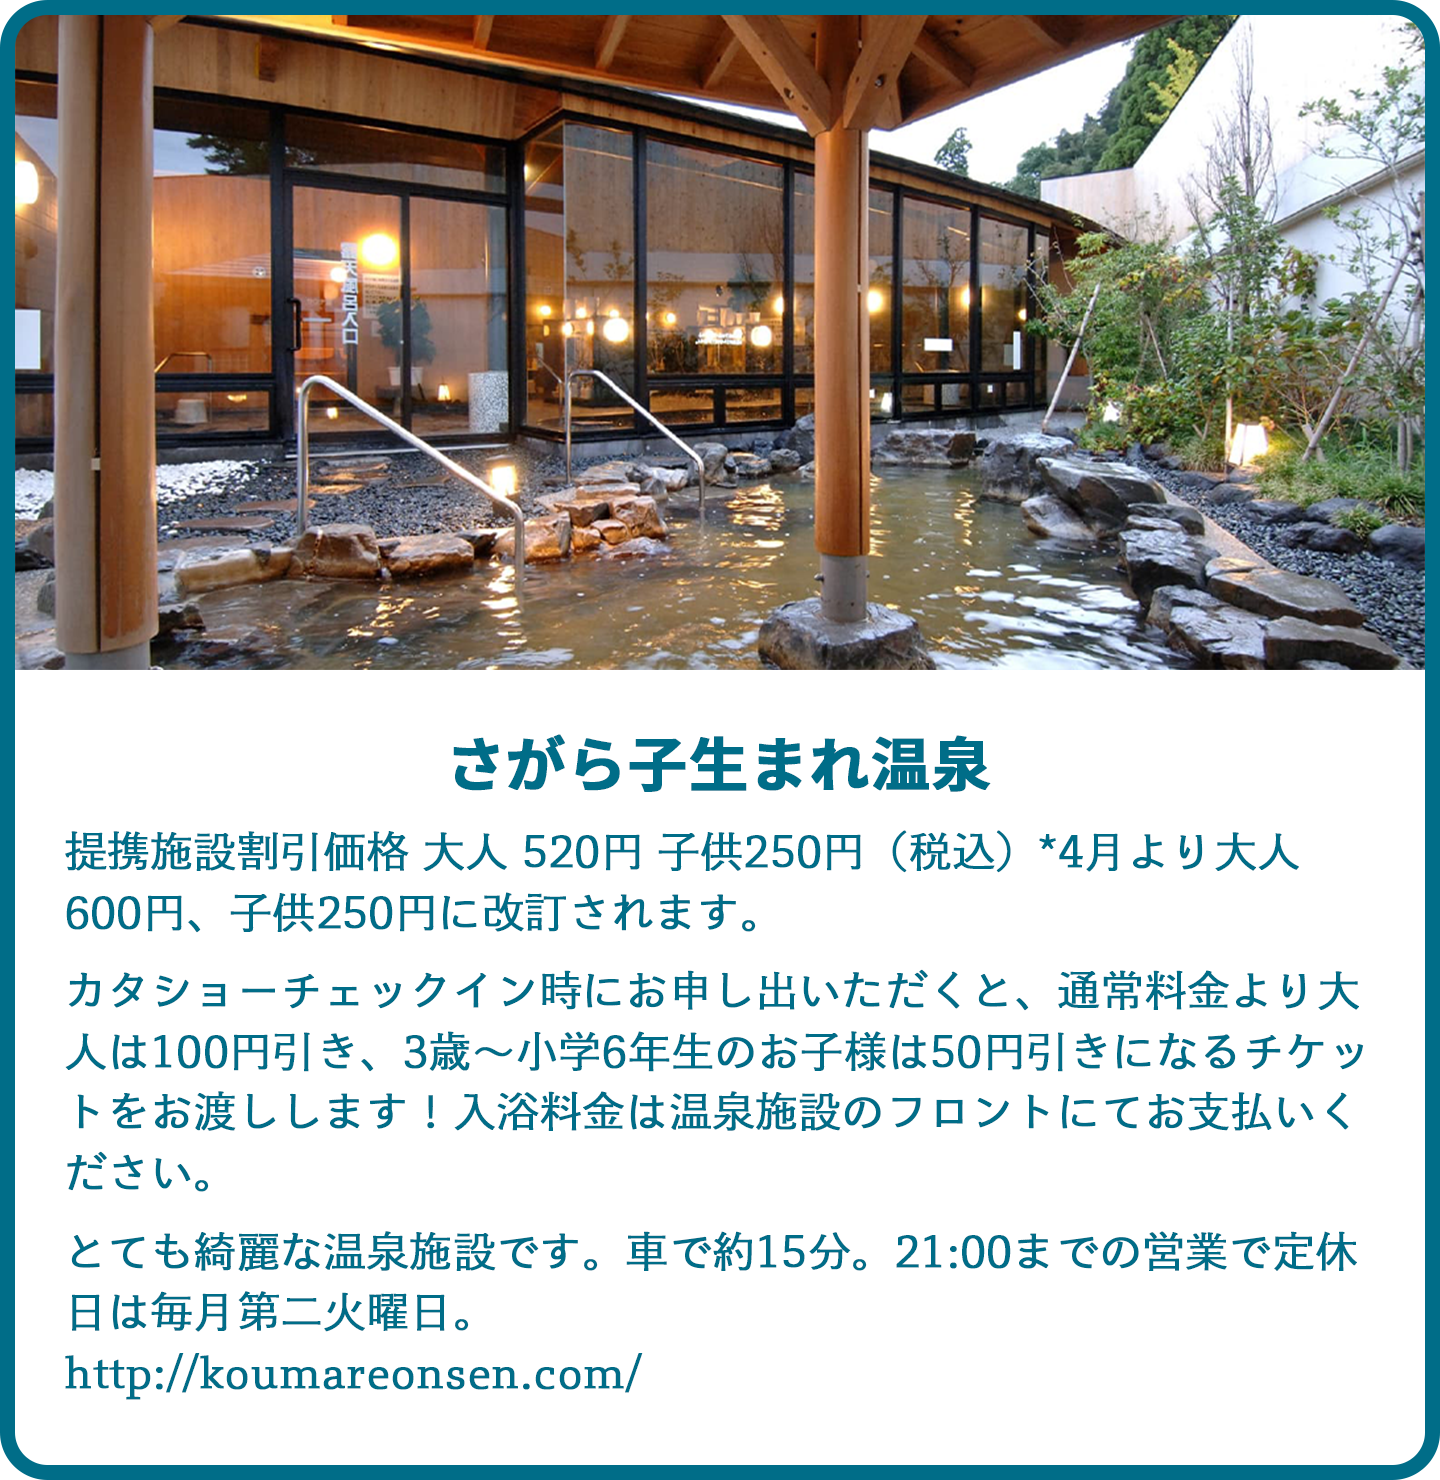 さがら子生まれ温泉
提携施設割引価格 大人 520円 子供250円（税込）*4月より大人
600円、子供250円に改訂されます。
カタショーチェックイン時にお申し出いただくと、通常料金より大
人は100円引き、3歳～小学6年生のお子様は50円引きになるチケッ
トをお渡しします！入浴料金は温泉施設のフロントにてお支払いく
ださい。
とても綺麗な温泉施設です。車で約15分。21:00までの営業で定休
日は毎月第二火曜日。
http://koumareonsen.com/